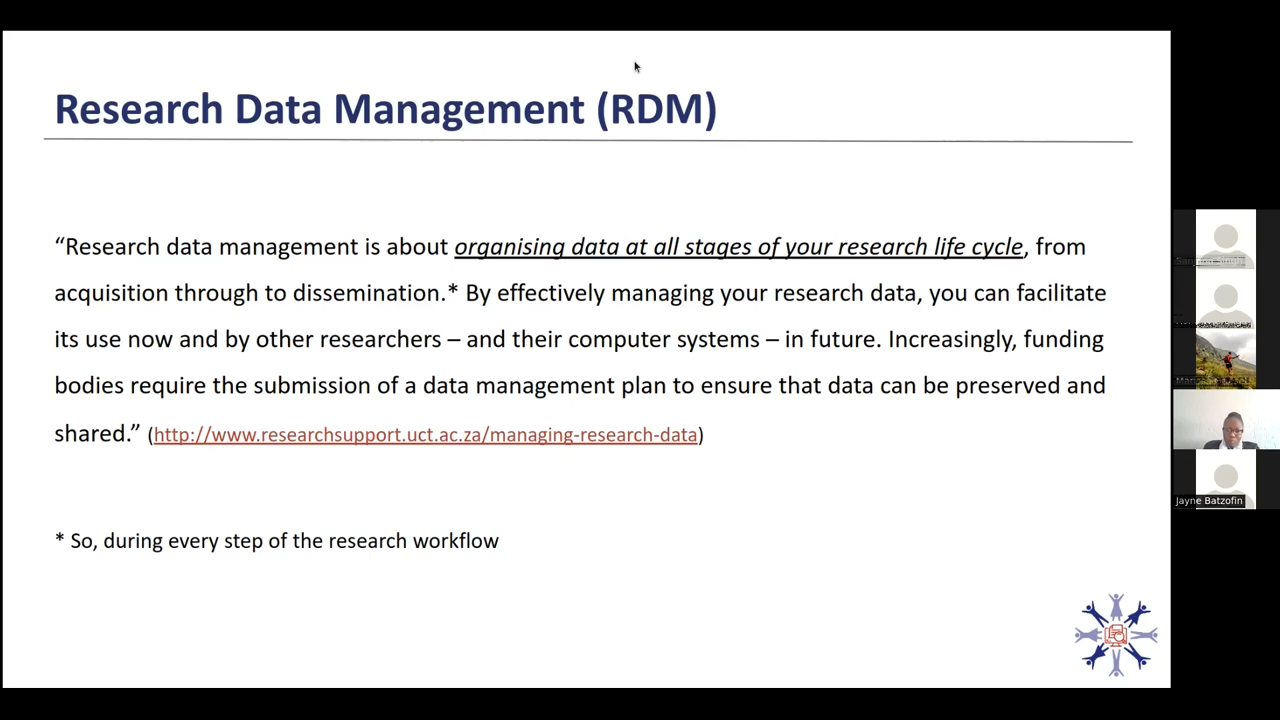 Research Data Management (RDM)
“Research data management is about organising data at all stages of your research life cycle, from
acquisition through to dissemination.* By effectively managing your research data, you can facilitate
its use now and by other researchers – and their computer systems – in future. Increasingly, funding
bodies require the submission of a data management plan to ensure that data can be preserved and
shared.” (http://www.researchsupport.uct.ac.za/managing-research-data)
* So, during every step of the research workflow
Jayne Batzofin